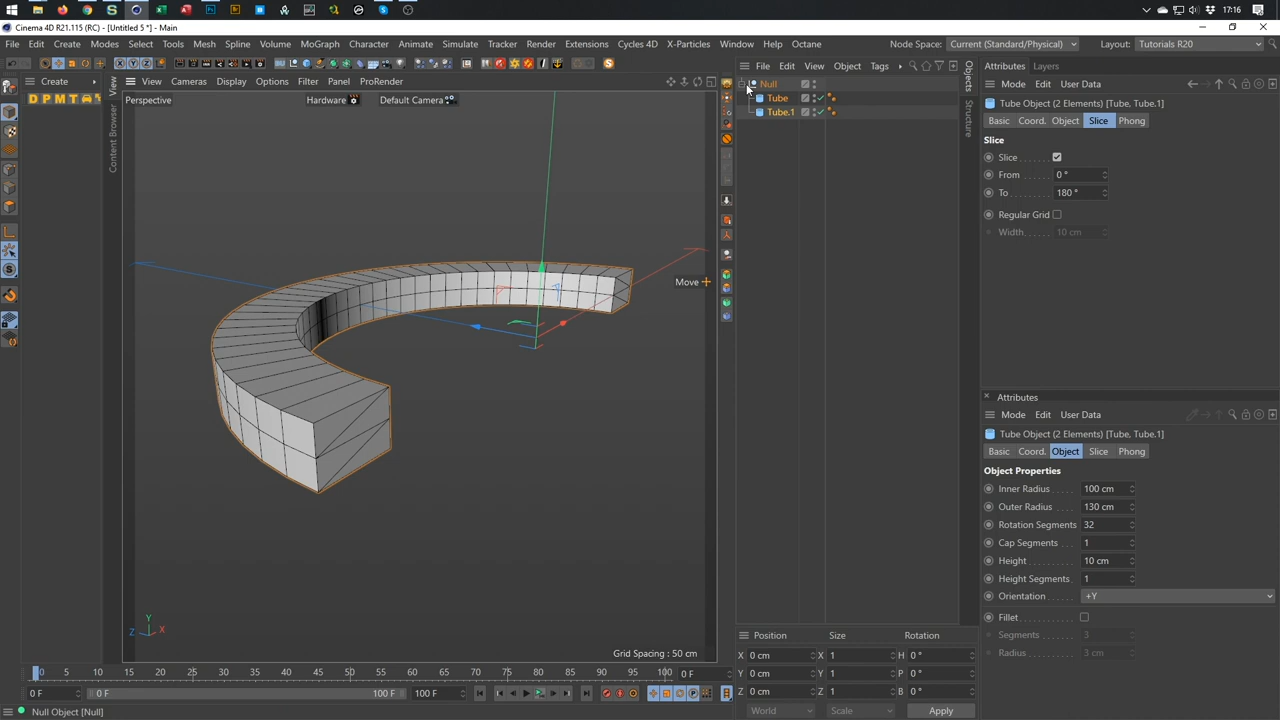 17:16
Cinema 4D R21.115 (RC) - [Untitled 5 *] - Main
File Edit Create Modes Select Tools Mesh Spline Volume MoGraph Character Animate Simulate Tracker Render Extensions Cycles 4D X-Particles Window Help Octane Node Space: Current (Standard/Physical) Layout: Tutorials R20
Create View Cameras Display Options Filter Panel ProRender File Edit View Object Tags Attributes Layers
Null Mode Edit User Data
D P M T Perspective Hardware Default Camera Tube Tube Object (2 Elements) [Tube, Tube.1]
Tube.1 Basic Coord. Object Slice Phong
View
Content Browser
Objects
Structure
Slice
Slice
From 0 °
To 180 °
Regular Grid
Width 10 cm
Move
Attributes
Mode Edit User Data
Tube Object (2 Elements) [Tube, Tube.1]
Basic Coord. Object Slice Phong
Object Properties
Inner Radius 100 cm
Outer Radius 130 cm
Rotation Segments 32
Cap Segments 1
Height 10 cm
Height Segments 1
Orientation +Y
Fillet
Segments 3
Radius 3 cm
Y
Z X
Grid Spacing : 50 cm
Position Size Rotation
X 0 cm X 1 H 0 °
Y 0 cm Y 1 P 0 °
Z 0 cm Z 1 B 0 °
World Scale Apply
0 5 10 15 20 25 30 35 40 45 50 55 60 65 70 75 80 85 90 95 100 0 F
0 F 0 F 100 F 100 F
Null Object [Null]